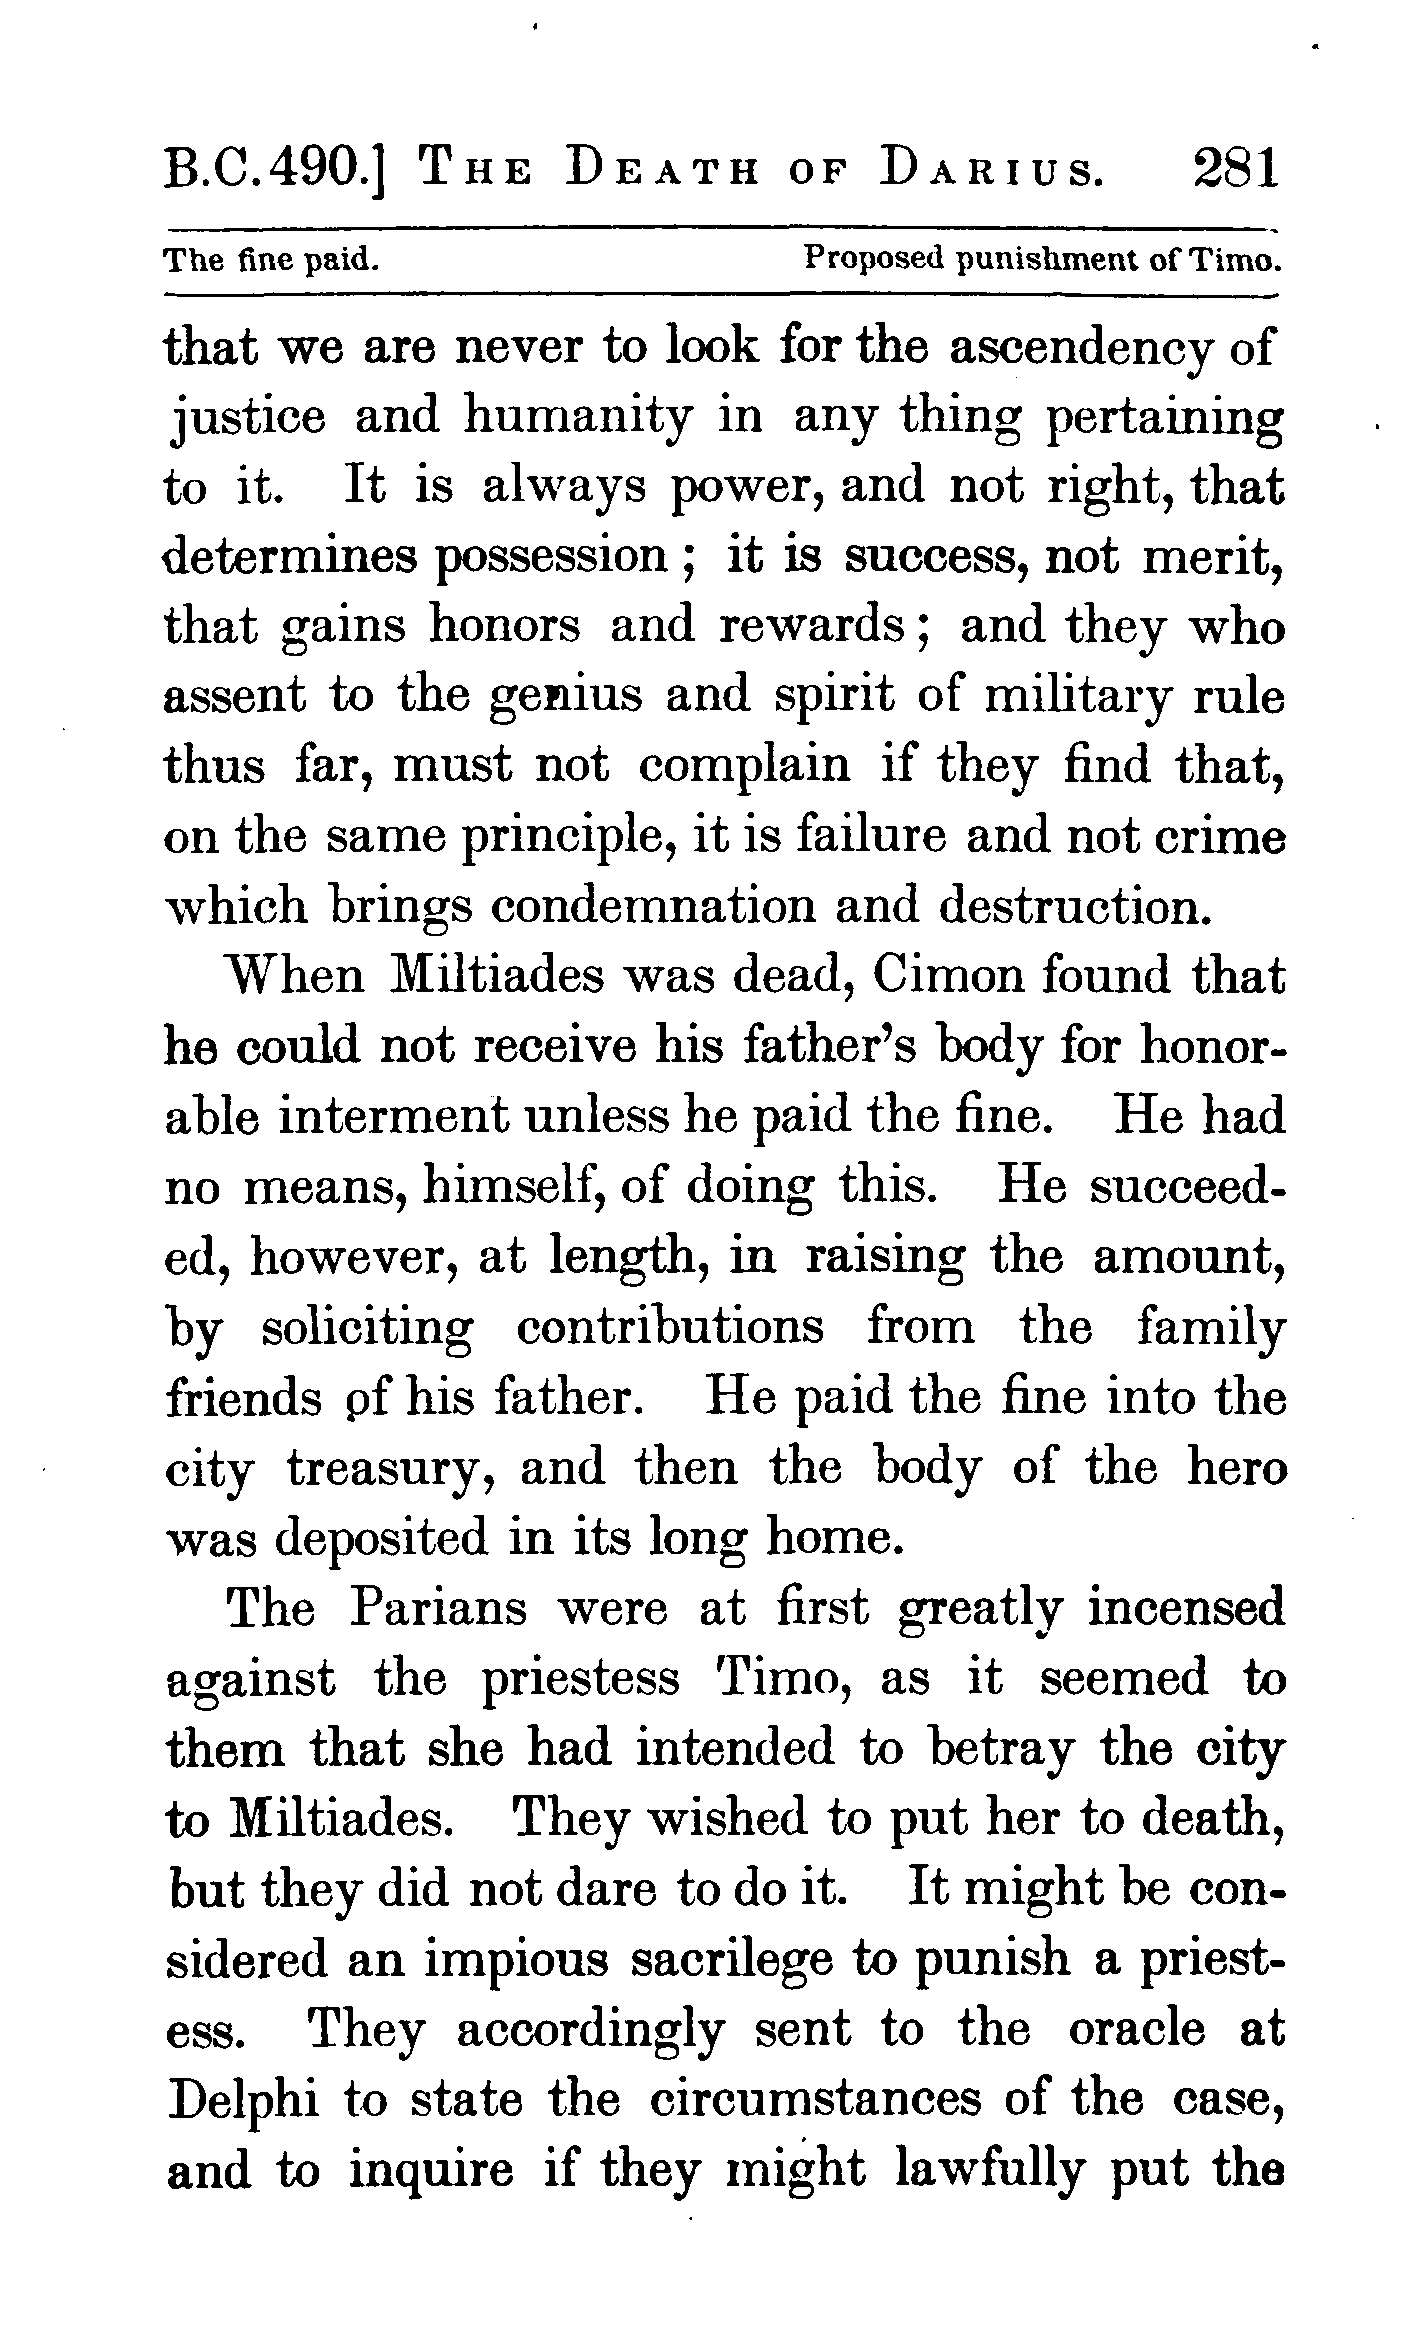 B.C.490.] THE DEATH OF DARIUS. 281
The fine paid. Proposed punishment of Timo.
that we are never to look for the ascendency of
justice and humanity in any thing pertaining
to it. It is always power, and not right, that
determines possession; it is success, not merit,
that gains honors and rewards; and they who
assent to the genius and spirit of military rule
thus far, must not complain if they find that,
on the same principle, it is failure and not crime
which brings condemnation and destruction.
When Miltiades was dead, Cimon found that
he could not receive his father's body for honor-
able interment unless he paid the fine. He had
no means, himself, of doing this. He succeed-
ed, however, at length, in raising the amount,
by soliciting contributions from the family
friends of his father. He paid the fine into the
city treasury, and then the body of the hero
was deposited in its long home.
The Parians were at first greatly incensed
against the priestess Timo, as it seemed to
them that she had intended to betray the city
to Miltiades. They wished to put her to death,
but they did not dare to do it. It might be con-
sidered an impious sacrilege to punish a priest-
ess. They accordingly sent to the oracle at
Delphi to state the circumstances of the case,
and to inquire if they might lawfully put the